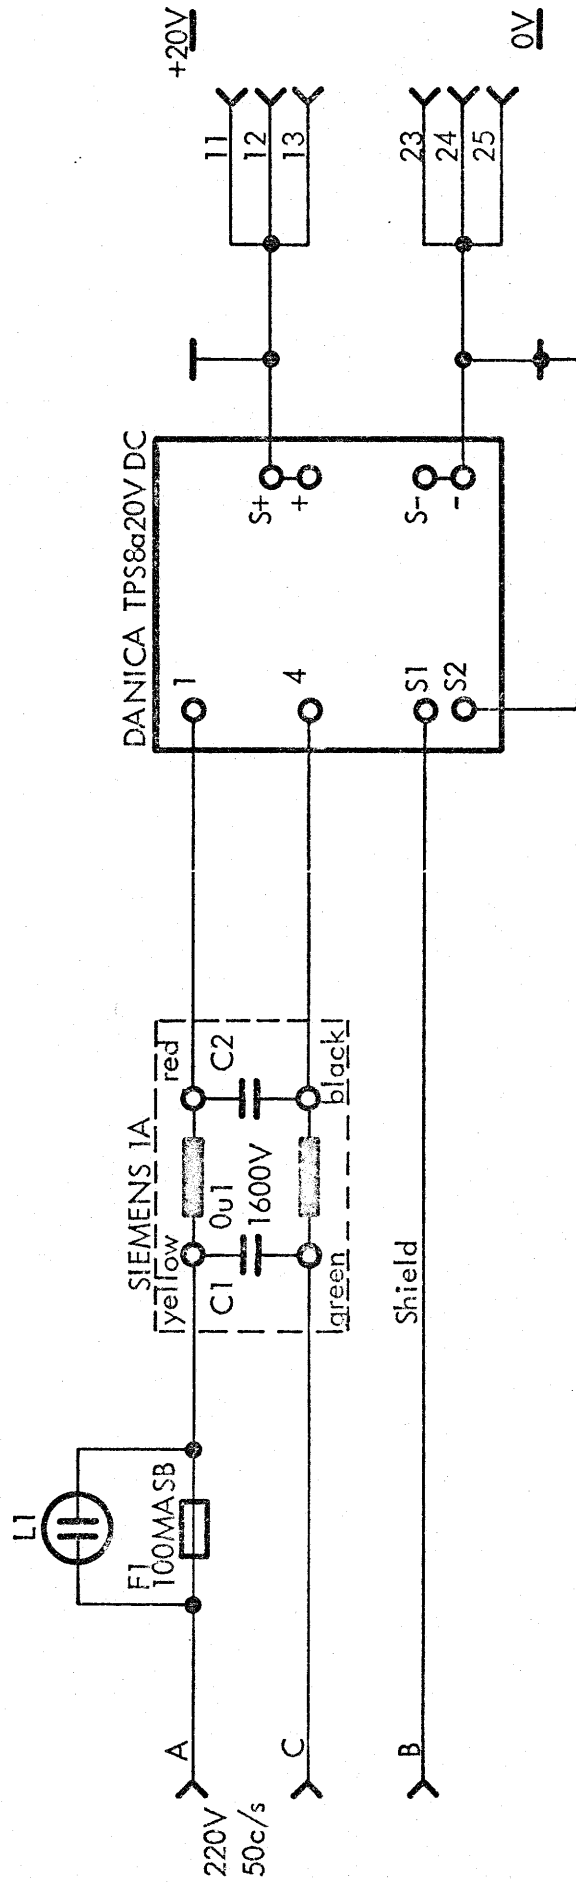 220V
50c/s
A
C
B
L1
F1
100MASB
SIEMENS 1A
yellow
red
C1
0u1
1600V
C2
green
black
Shield
DANICA TPS8a20V DC
1
4
S1
S2
S+
+
S-
-
11
12
13
23
24
25
+20V
0V